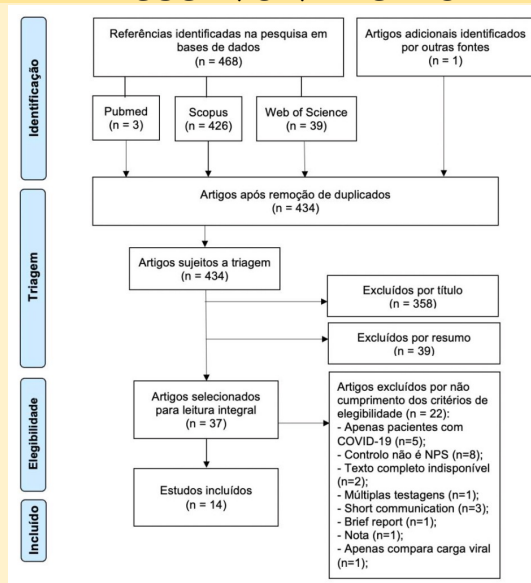 Identificação
Referências identificadas na pesquisa em
bases de dados
(n = 468)
Artigos adicionais identificados
por outras fontes
(n = 1)
Pubmed
(n = 3)
Scopus
(n = 426)
Web of Science
(n = 39)
Artigos após remoção de duplicados
(n = 434)
Triagem
Artigos sujeitos a triagem
(n = 434)
Excluídos por título
(n = 358)
Excluídos por resumo
(n = 39)
Elegibilidade
Artigos selecionados
para leitura integral
(n = 37)
Artigos excluídos por não
cumprimento dos critérios de
elegibilidade (n = 22):
- Apenas pacientes com
COVID-19 (n=5);
- Controlo não é NPS (n=8);
- Texto completo indisponível
(n=2);
- Múltiplas testagens (n=1);
- Short communication (n=3);
- Brief report (n=1);
- Nota (n=1);
- Apenas compara carga viral
(n=1);
Incluído
Estudos incluídos
(n = 14)